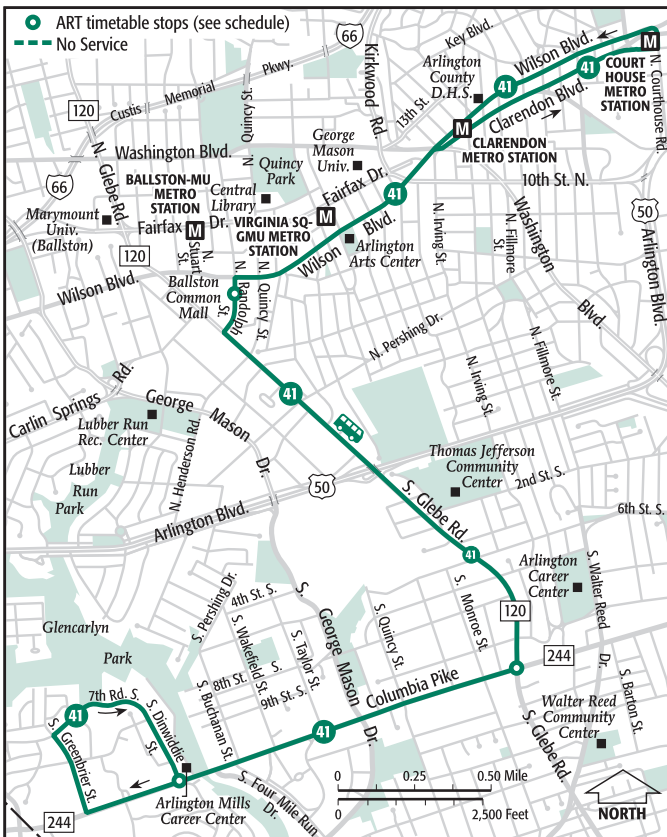 ART timetable stops (see schedule)
No Service
66
Kirkwood Rd
Key Blvd.
Wilson Blvd.
41
M
COURT
HOUSE
METRO
STATION
N. Courthouse Rd.
Arlington
County
D.H.S.
41
41
Clarendon Blvd.
13th St.
120
Custis Memorial Pkwy.
N. Quincy St.
N. Glebe Rd.
M
CLARENDON
METRO STATION
George
Mason
Univ.
Washington Blvd.
Quincy
Park
10th St. N.
66
BALLSTON-MU
METRO
STATION
Central
Library
Fairfax Dr.
41
Marymount
Univ.
(Ballston)
Fairfax Dr.
M
VIRGINIA SQ-
GMU METRO
STATION
M
Stuart St.
Wilson Blvd.
Arlington
Arts Center
N. Irving St.
N. Fillmore St.
Washington Blvd.
50
Arlington Blvd.
120
Wilson Blvd.
Ballston
Common
Mall
N. Randolph St.
N. Quincy St.
N. Pershing Dr.
N. Irving St.
N. Fillmore St.
Carlin Springs Rd.
George Mason Dr.
41
Lubber Run
Rec. Center
N. Henderson Rd.
Lubber
Run
Park
50
Thomas Jefferson
Community
Center
2nd St. S.
Arlington Blvd.
S. Glebe Rd.
6th St. S.
41
Arlington
Career
Center
S. Walter Reed Dr.
S. Pershing Dr.
4th St. S.
S. Wakefield St.
S. Taylor St.
S. George Mason Dr.
S. Quincy St.
S. Monroe St.
120
244
Glencarlyn
Park
8th St. S.
9th St. S.
S. Buchanan St.
Columbia Pike
S. Barton St.
7th Rd. S.
41
S. Dinwiddie St.
S. Greenbrier St.
41
S. Glebe Rd.
Walter Reed
Community
Center
Arlington Mills
Career Center
S. Four Mile Run Dr.
244
0 0.25 0.50 Mile
0 2,500 Feet
NORTH